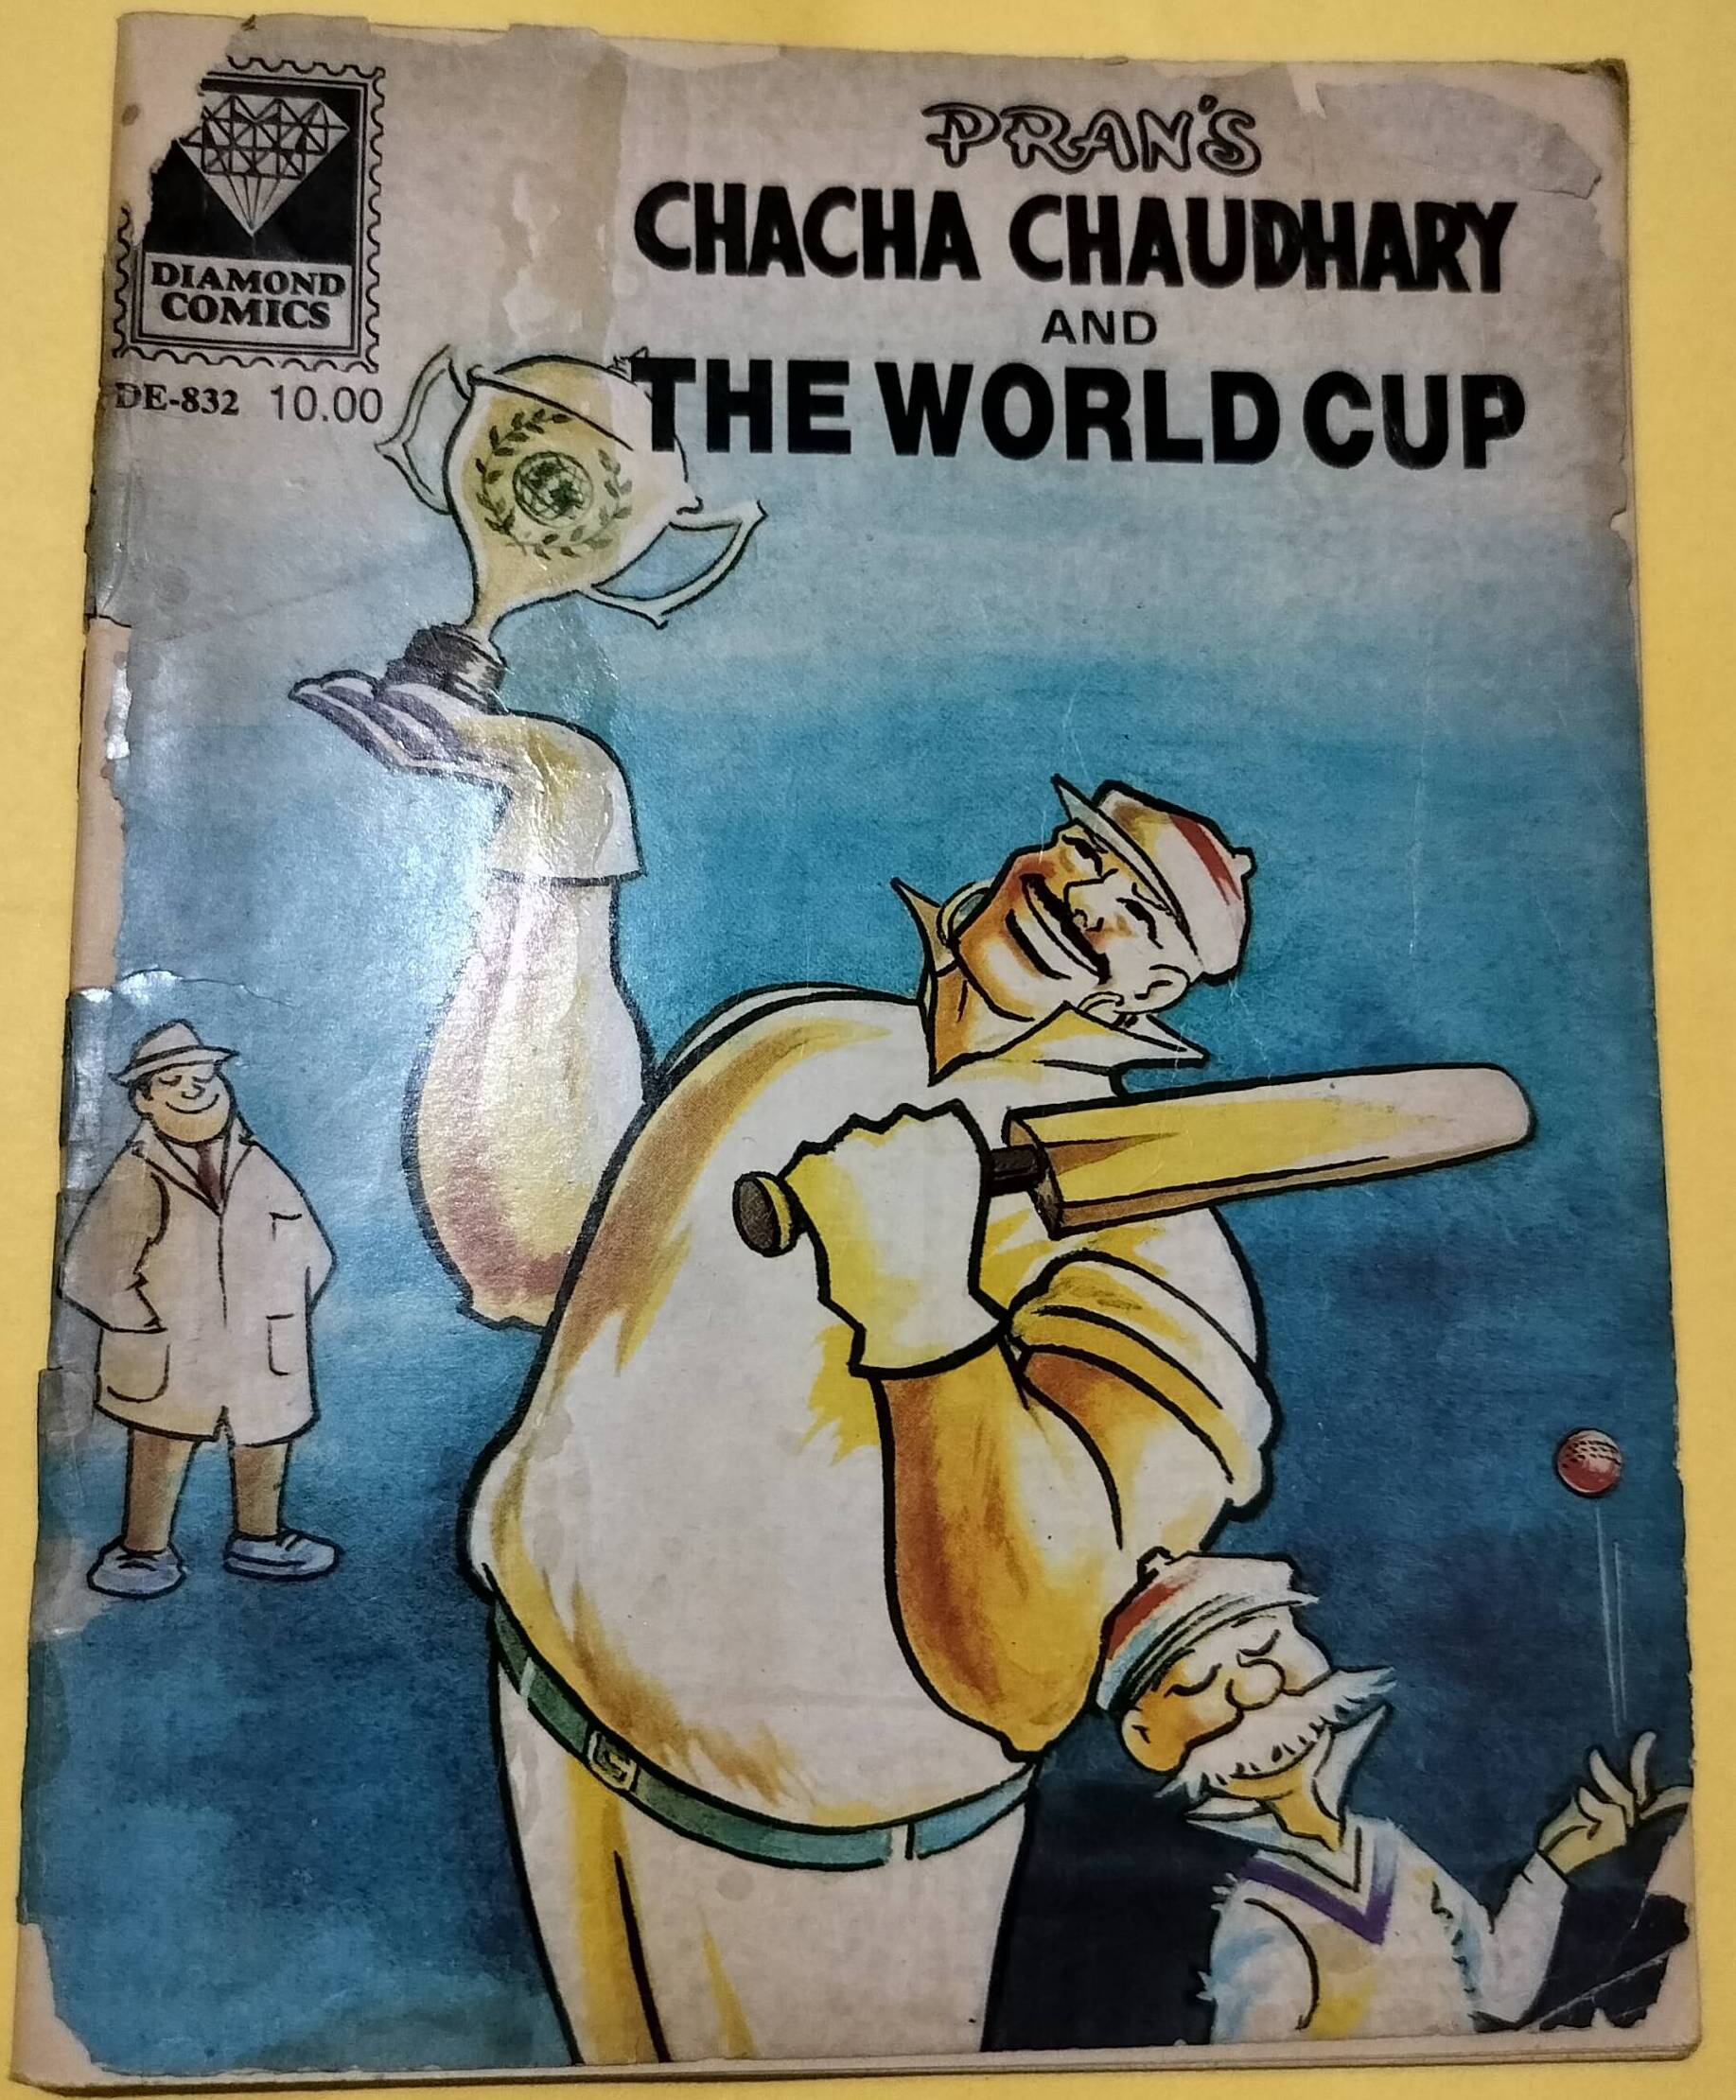 DIAMOND
COMICS
DE-832 10.00
PRAN'S
CHACHA CHAUDHARY
AND
THE WORLD CUP